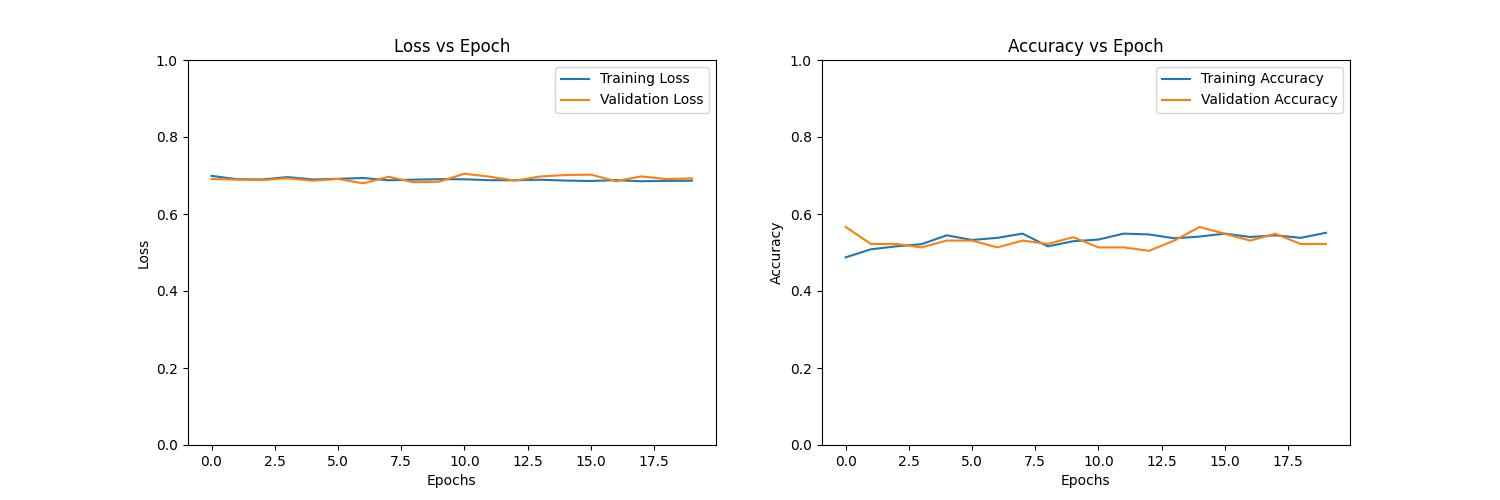 Loss vs Epoch
Training Loss
Validation Loss
1.0
0.8
0.6
0.4
0.2
0.0
Loss
0.0 2.5 5.0 7.5 10.0 12.5 15.0 17.5
Epochs
Accuracy vs Epoch
Training Accuracy
Validation Accuracy
1.0
0.8
0.6
0.4
0.2
0.0
Accuracy
0.0 2.5 5.0 7.5 10.0 12.5 15.0 17.5
Epochs